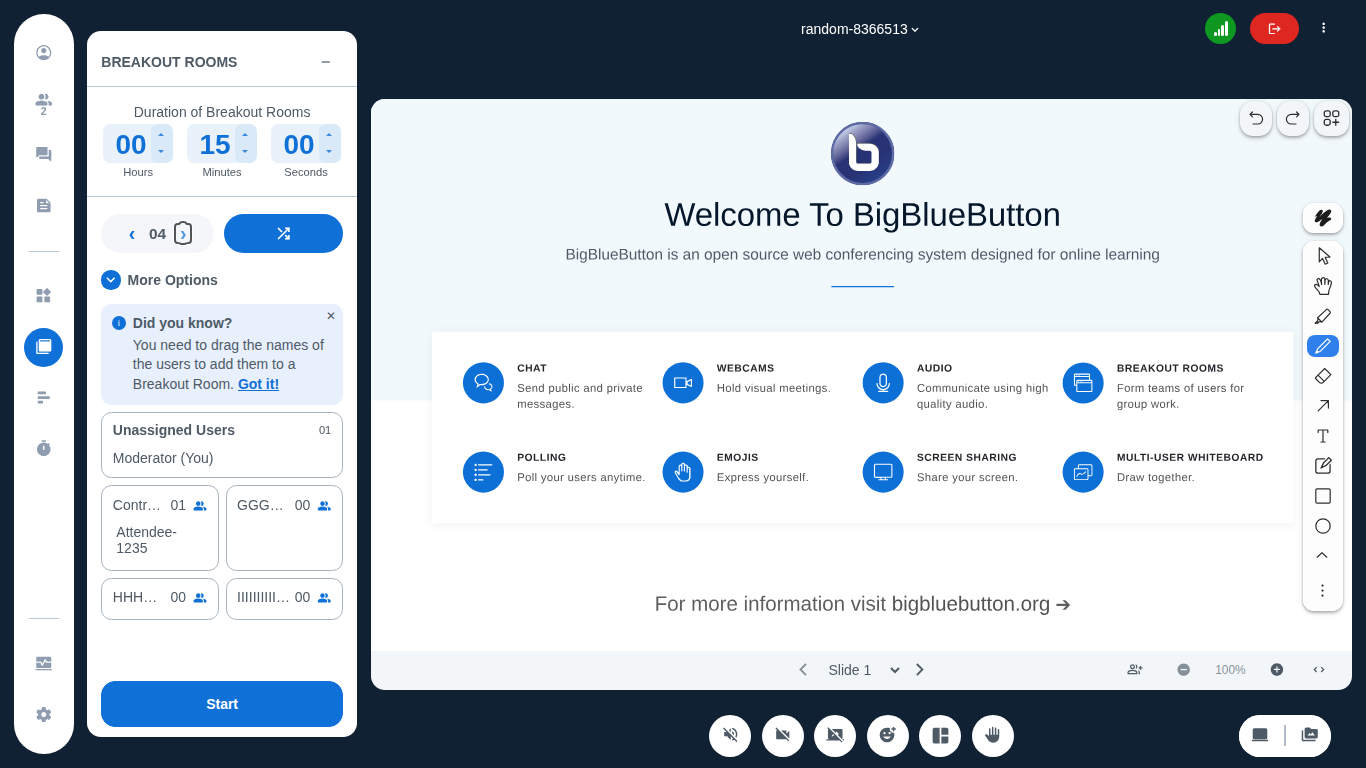 random-8366513
2
BREAKOUT ROOMS
Duration of Breakout Rooms
00 15 00
Hours Minutes Seconds
04
More Options
Did you know?
You need to drag the names of
the users to add them to a
Breakout Room. Got it!
Unassigned Users 01
Moderator (You)
Contr... 01
Attendee-
1235
GGG... 00
HHH... 00
IIIIIIIIII... 00
Start
Welcome To BigBlueButton
BigBlueButton is an open source web conferencing system designed for online learning
CHAT
Send public and private
messages.
WEBCAMS
Hold visual meetings.
AUDIO
Communicate using high
quality audio.
BREAKOUT ROOMS
Form teams of users for
group work.
POLLING
Poll your users anytime.
EMOJIS
Express yourself.
SCREEN SHARING
Share your screen.
MULTI-USER WHITEBOARD
Draw together.
For more information visit bigbluebutton.org ➔
Slide 1
100%